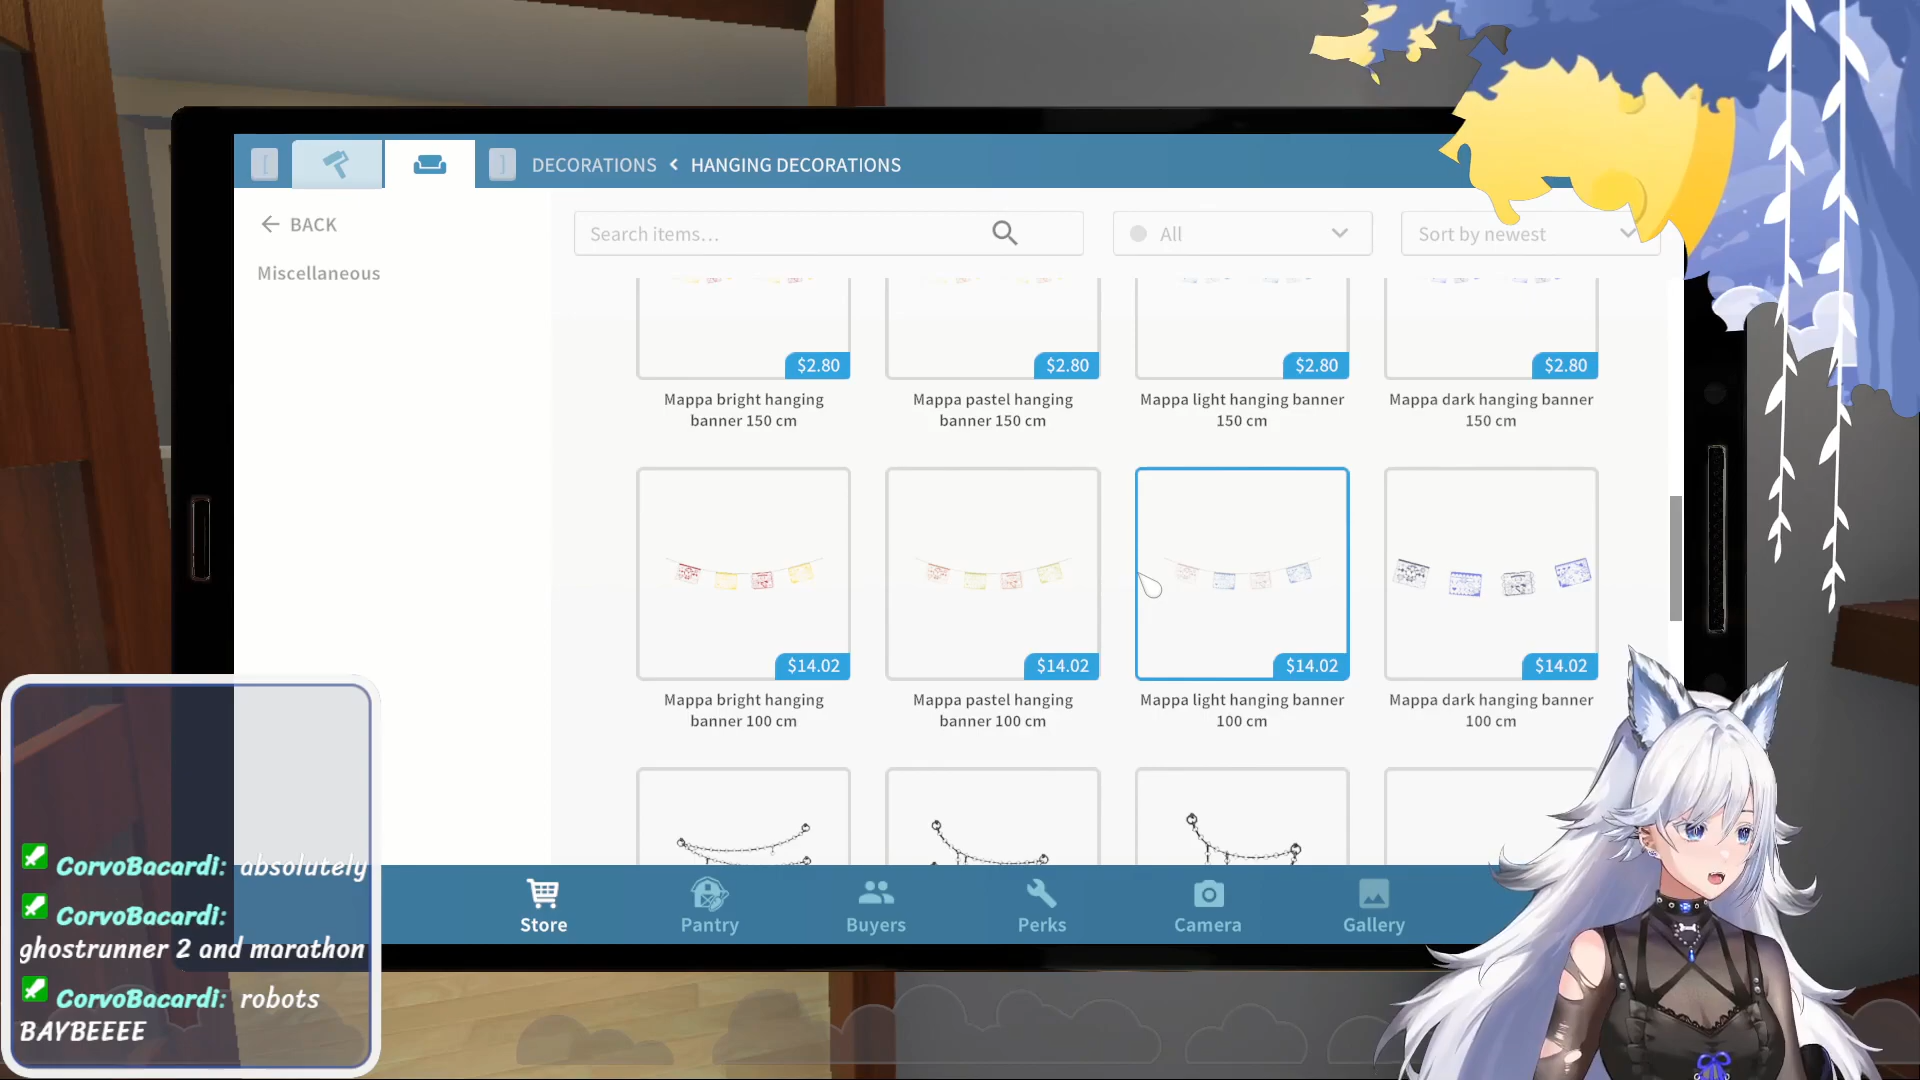 [
]
DECORATIONS < HANGING DECORATIONS
BACK
Miscellaneous
Search items...
All
Sort by newest
$2.80
$2.80
$2.80
$2.80
Mappa bright hanging
banner 150 cm
Mappa pastel hanging
banner 150 cm
Mappa light hanging banner
150 cm
Mappa dark hanging banner
150 cm
$14.02
$14.02
$14.02
$14.02
Mappa bright hanging
banner 100 cm
Mappa pastel hanging
banner 100 cm
Mappa light hanging banner
100 cm
Mappa dark hanging banner
100 cm
Store
Pantry
Buyers
Perks
Camera
Gallery
CorvoBacardi: absolutely
CorvoBacardi:
ghostrunner 2 and marathon
CorvoBacardi: robots
BAYBEEEE